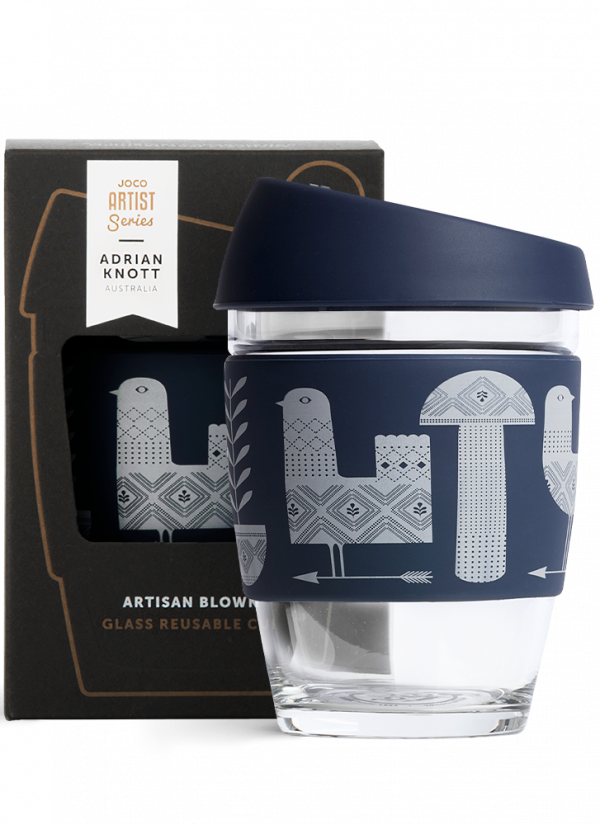 JOCO
ARTIST
Series
ADRIAN
KNOTT
AUSTRALIA
ARTISAN BLOWN
GLASS REUSABLE C